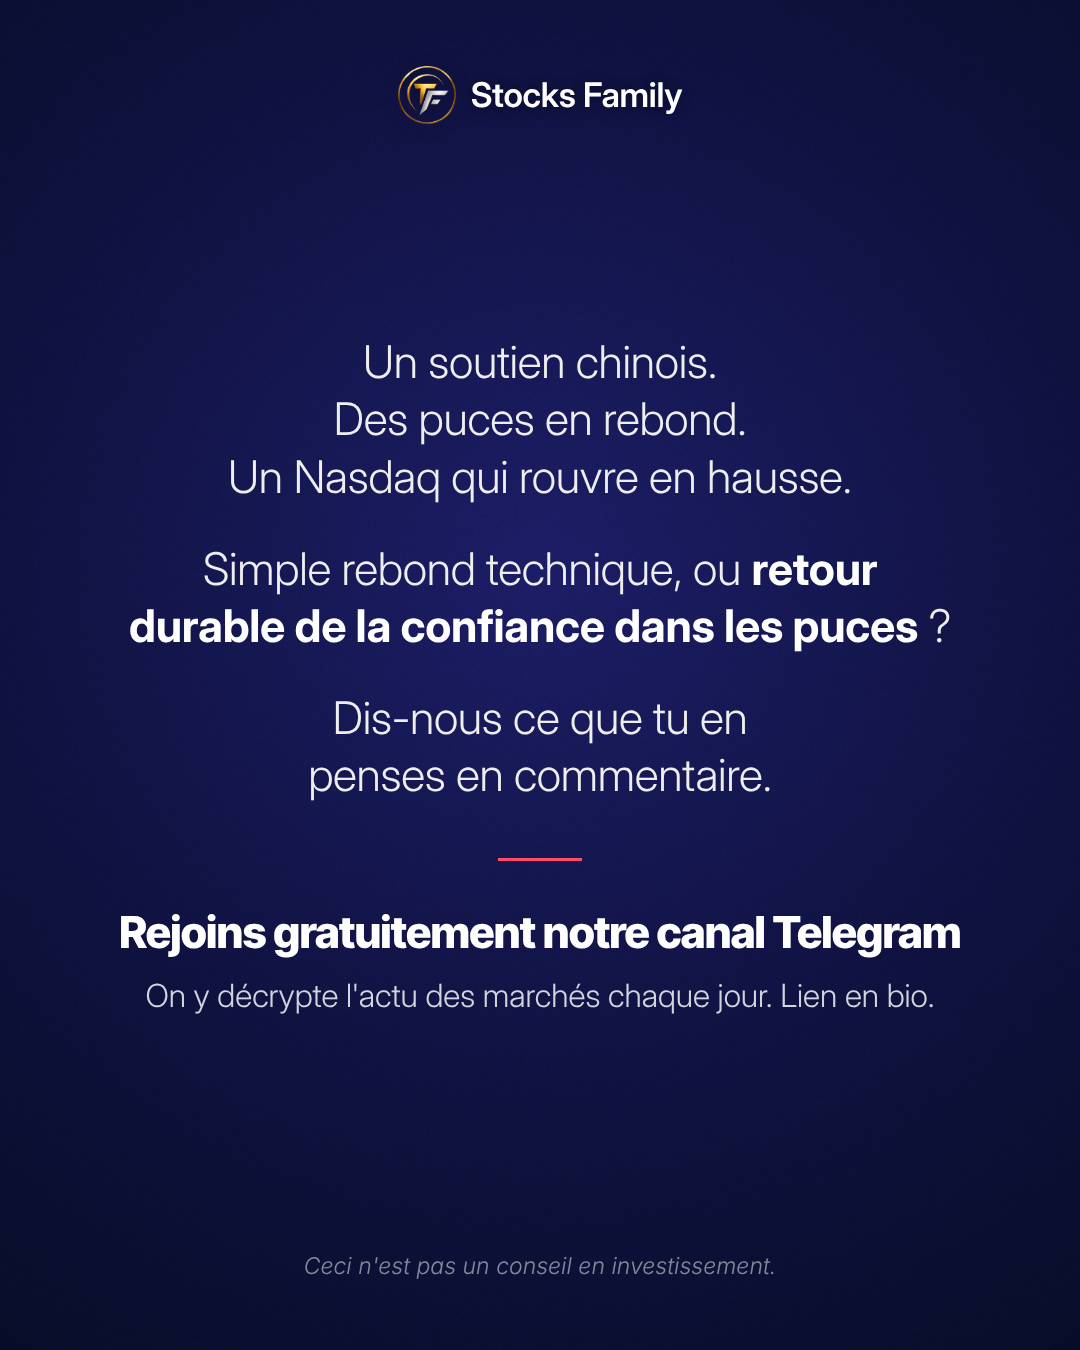 TF Stocks Family
Un soutien chinois.
Des puces en rebond.
Un Nasdaq qui rouvre en hausse.
Simple rebond technique, ou retour
durable de la confiance dans les puces ?
Dis-nous ce que tu en
penses en commentaire.
Rejoins gratuitement notre canal Telegram
On y décrypte l'actu des marchés chaque jour. Lien en bio.
Ceci n'est pas un conseil en investissement.